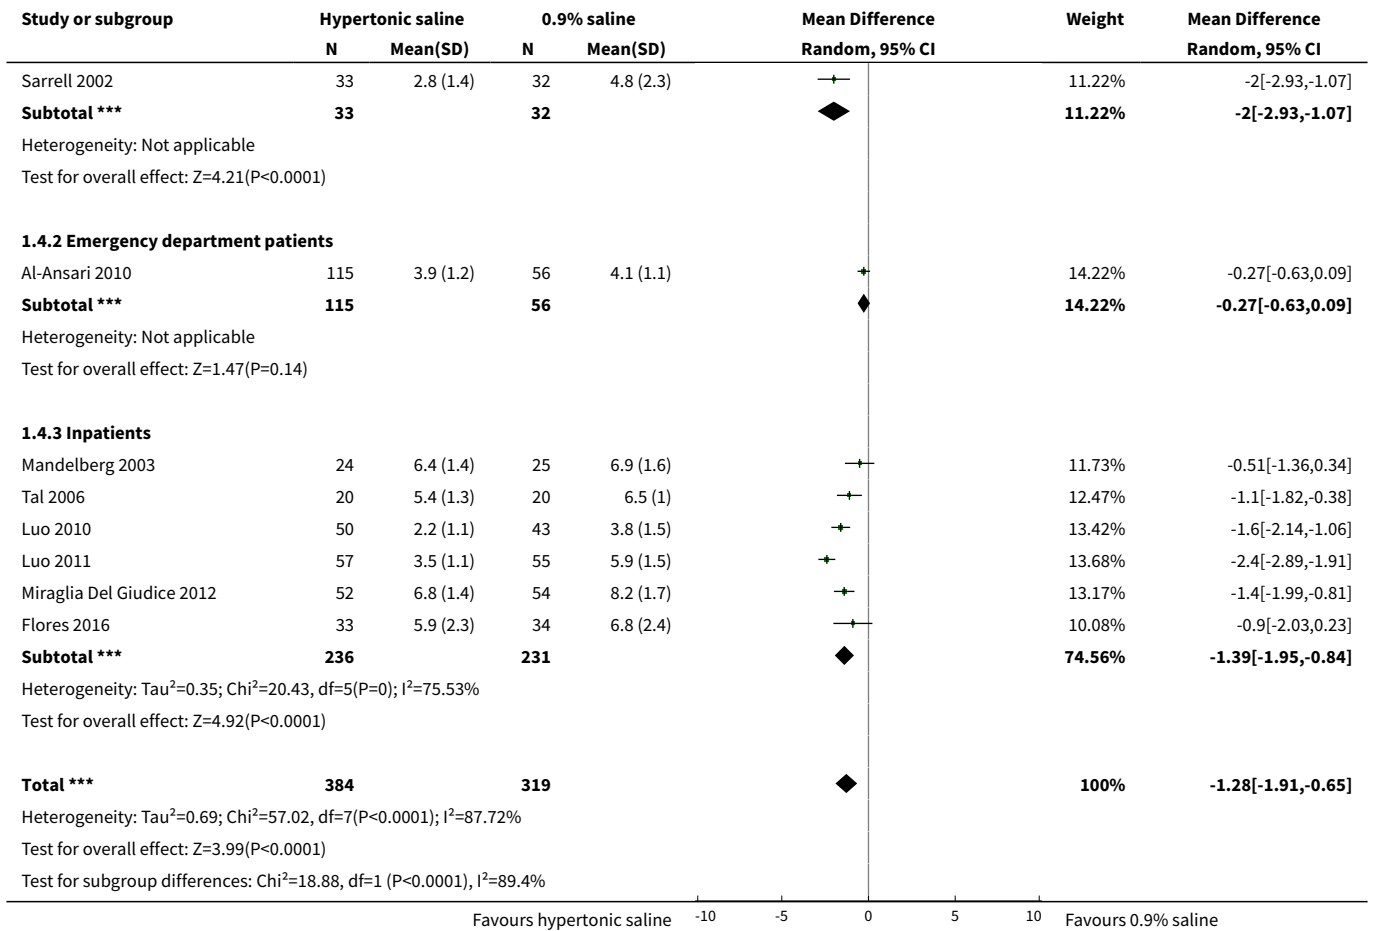 Study or subgroup Hypertonic saline 0.9% saline Mean Difference Weight Mean Difference
N Mean(SD) N Mean(SD) Random, 95% CI Random, 95% CI
Sarrell 2002 33 2.8 (1.4) 32 4.8 (2.3) 11.22% -2[-2.93,-1.07]
Subtotal *** 33 32 11.22% -2[-2.93,-1.07]
Heterogeneity: Not applicable
Test for overall effect: Z=4.21(P<0.0001)
1.4.2 Emergency department patients
Al-Ansari 2010 115 3.9 (1.2) 56 4.1 (1.1) 14.22% -0.27[-0.63,0.09]
Subtotal *** 115 56 14.22% -0.27[-0.63,0.09]
Heterogeneity: Not applicable
Test for overall effect: Z=1.47(P=0.14)
1.4.3 Inpatients
Mandelberg 2003 24 6.4 (1.4) 25 6.9 (1.6) 11.73% -0.51[-1.36,0.34]
Tal 2006 20 5.4 (1.3) 20 6.5 (1) 12.47% -1.1[-1.82,-0.38]
Luo 2010 50 2.2 (1.1) 43 3.8 (1.5) 13.42% -1.6[-2.14,-1.06]
Luo 2011 57 3.5 (1.1) 55 5.9 (1.5) 13.68% -2.4[-2.89,-1.91]
Miraglia Del Giudice 2012 52 6.8 (1.4) 54 8.2 (1.7) 13.17% -1.4[-1.99,-0.81]
Flores 2016 33 5.9 (2.3) 34 6.8 (2.4) 10.08% -0.9[-2.03,0.23]
Subtotal *** 236 231 74.56% -1.39[-1.95,-0.84]
Heterogeneity: Tau²=0.35; Chi²=20.43, df=5(P=0); I²=75.53%
Test for overall effect: Z=4.92(P<0.0001)
Total *** 384 319 100% -1.28[-1.91,-0.65]
Heterogeneity: Tau²=0.69; Chi²=57.02, df=7(P<0.0001); I²=87.72%
Test for overall effect: Z=3.99(P<0.0001)
Test for subgroup differences: Chi²=18.88, df=1 (P<0.0001), I²=89.4%
Favours hypertonic saline -10 -5 0 5 10 Favours 0.9% saline